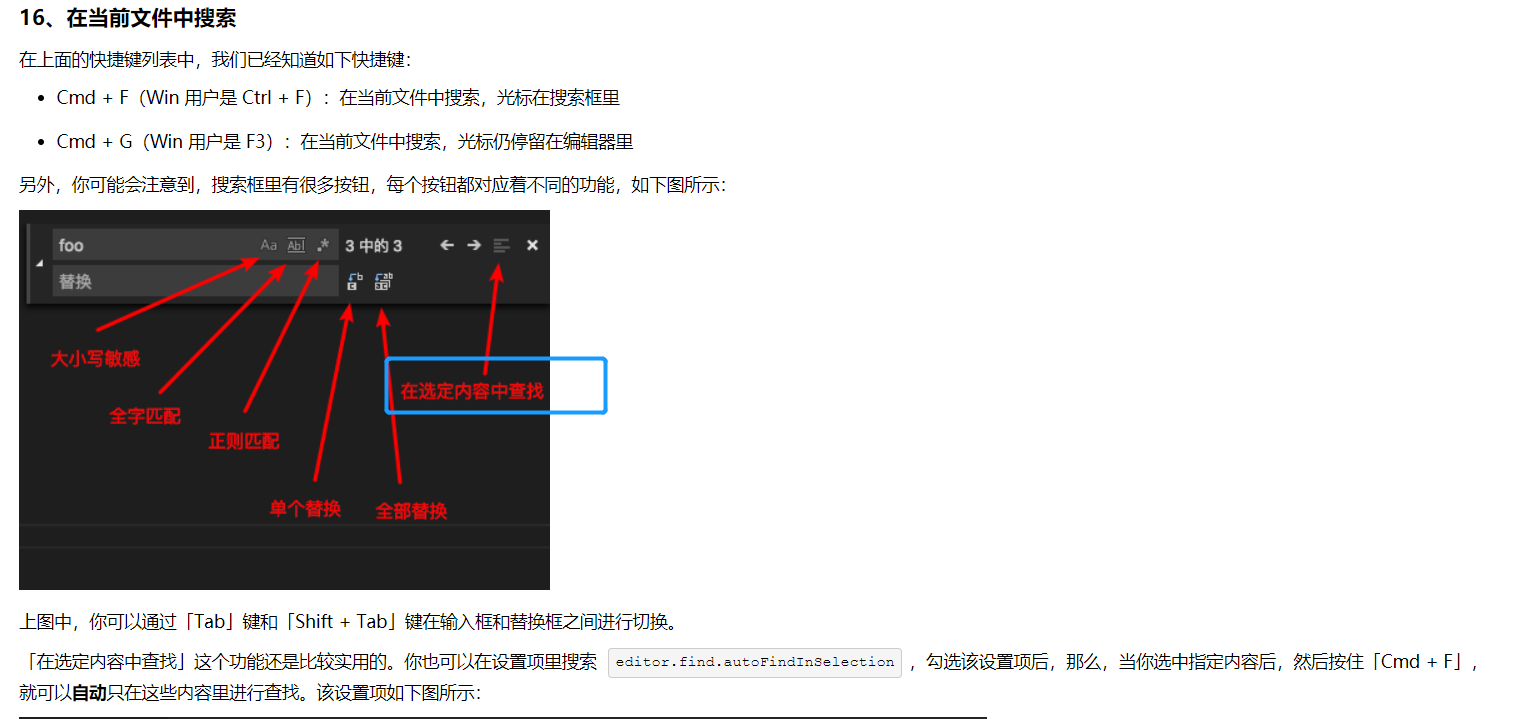 16、在当前文件中搜索
在上面的快捷键列表中，我们已经知道如下快捷键：
• Cmd + F（Win 用户是 Ctrl + F）：在当前文件中搜索，光标在搜索框里
• Cmd + G（Win 用户是 F3）：在当前文件中搜索，光标仍停留在编辑器里
另外，你可能会注意到，搜索框里有很多按钮，每个按钮都对应着不同的功能，如下图所示：
foo Aa Abl .* 3 中的 3
替换
大小写敏感
在选定内容中查找
全字匹配
正则匹配
单个替换 全部替换
上图中，你可以通过「Tab」键和「Shift + Tab」键在输入框和替换框之间进行切换。
「在选定内容中查找」这个功能还是比较实用的。你也可以在设置项里搜索 editor.find.autoFindInSelection ，勾选该设置项后，那么，当你选中指定内容后，然后按住「Cmd + F」，
就可以自动只在这些内容里进行查找。该设置项如下图所示：